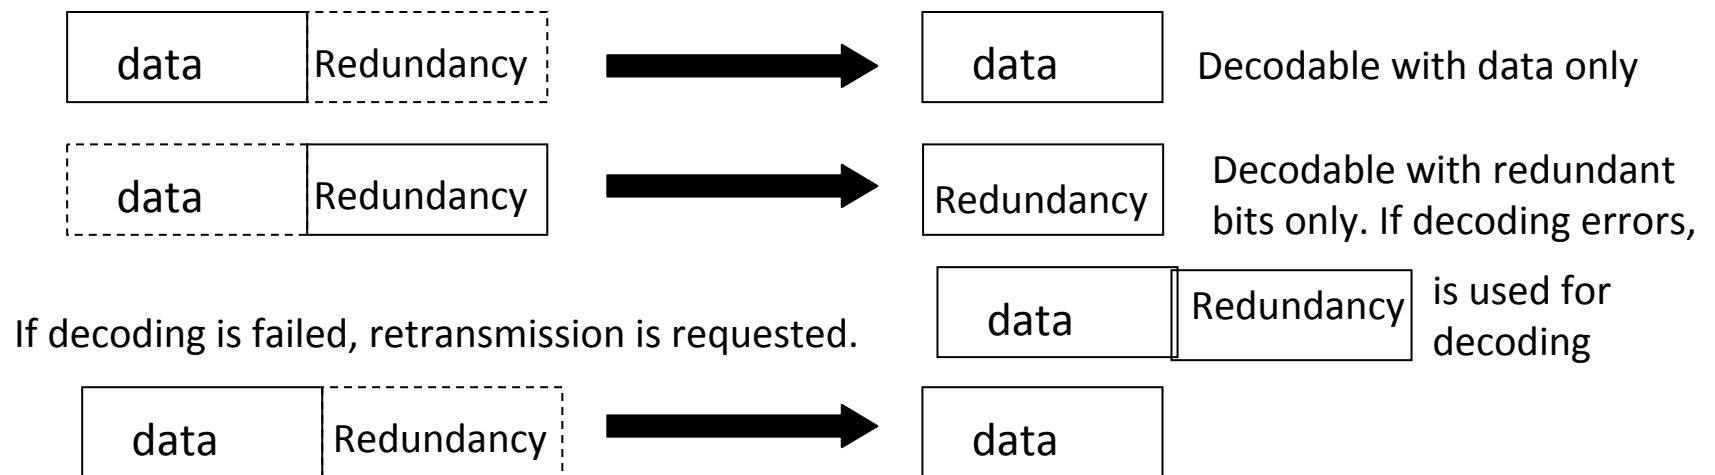 data Redundancy data Decodable with data only
data Redundancy Redundancy Decodable with redundant
bits only. If decoding errors,
data Redundancy is used for
decoding
If decoding is failed, retransmission is requested.
data Redundancy data